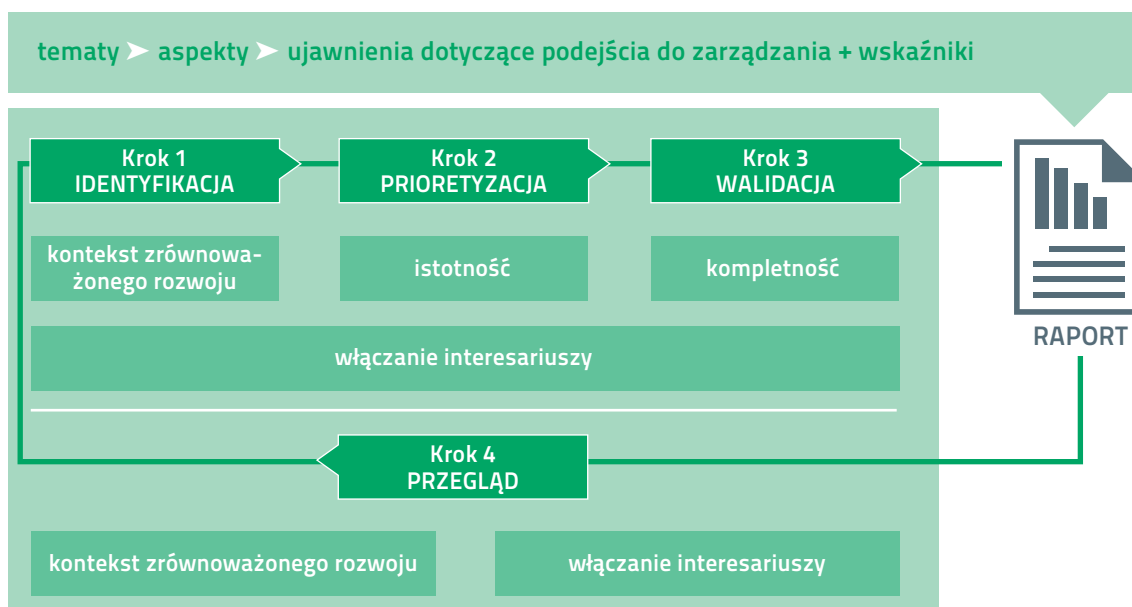 tematy ➤ aspekty ➤ ujawnienia dotyczące podejścia do zarządzania + wskaźniki
Krok 1
IDENTYFIKACJA
Krok 2
PRIORETYZACJA
Krok 3
WALIDACJA
kontekst zrównowa-
żonego rozwoju
istotność
kompletność
włączanie interesariuszy
RAPORT
Krok 4
PRZEGLĄD
kontekst zrównoważonego rozwoju
włączanie interesariuszy